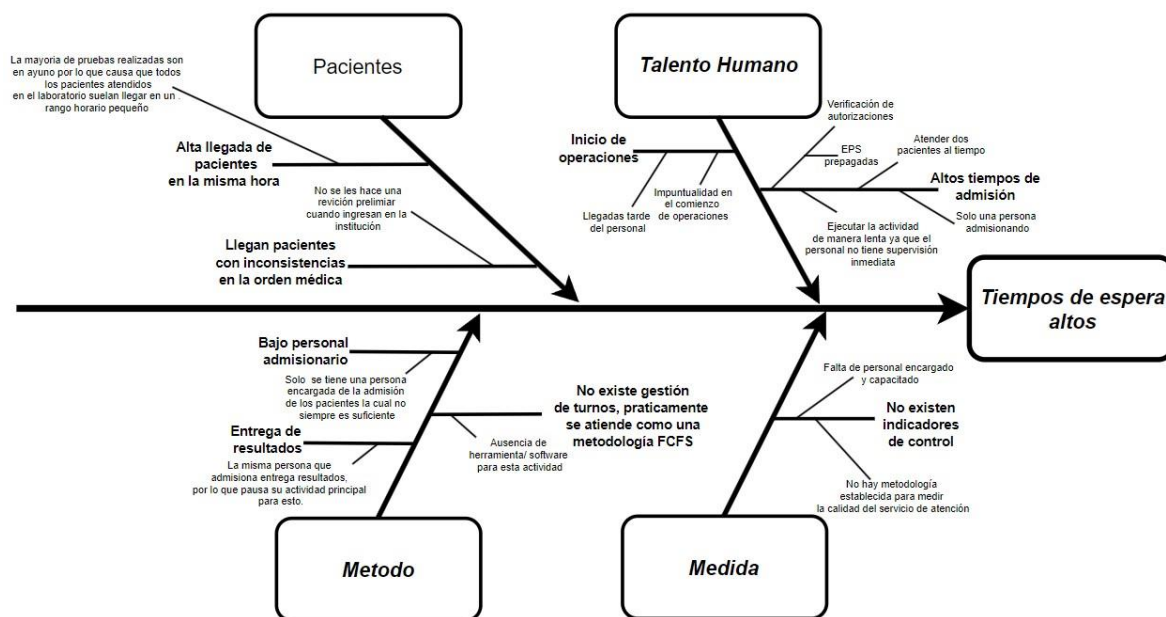 Pacientes
La mayoria de pruebas realizadas son
en ayuno por lo que causa que todos
los pacientes atendidos
en el laboratorio suelan llegar en un .
rango horario pequeño
Alta llegada de
pacientes
en la misma hora
No se les hace una
revición prelimiar
cuando ingresan en la
institución
Llegan pacientes
con inconsistencias
en la orden médica
Talento Humano
Inicio de
operaciones
Llegadas tarde
del personal
Impuntualidad en
el comienzo
de operaciones
Verificación de
autorizaciones
EPS
prepagadas
Atender dos
pacientes al tiempo
Altos tiempos de
admisión
Solo una persona
admisionando
Ejecutar la actividad
de manera lenta ya que el
personal no tiene supervisión
inmediata
Tiempos de espera
altos
Bajo personal
admisionario
Solo se tiene una persona
encargada de la admisión
de los pacientes la cual no
siempre es suficiente
Entrega de
resultados
La misma persona que
admisiona entrega resultados,
por lo que pausa su actividad principal
para esto.
No existe gestión
de turnos, praticamente
se atiende como una
metodología FCFS
Ausencia de
herramienta/ software
para esta actividad
Metodo
Falta de personal encargado
y capacitado
No existen
indicadores
de control
No hay metodología
establecida para medir
la calidad del servicio de atención
Medida